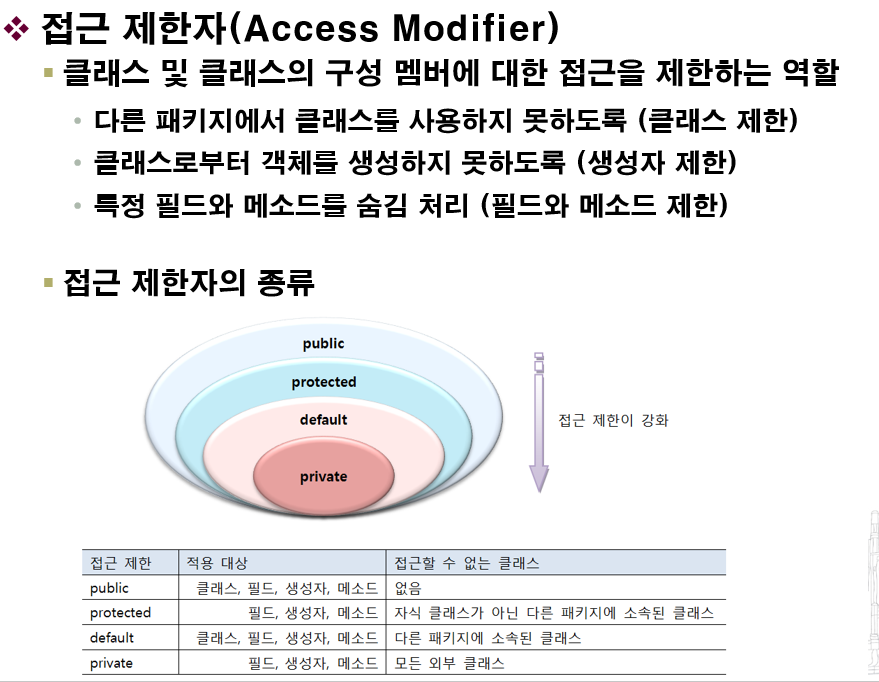 접근 제한자(Access Modifier)
클래스 및 클래스의 구성 멤버에 대한 접근을 제한하는 역할
다른 패키지에서 클래스를 사용하지 못하도록 (클래스 제한)
클래스로부터 객체를 생성하지 못하도록 (생성자 제한)
특정 필드와 메소드를 숨김 처리 (필드와 메소드 제한)
접근 제한자의 종류
public
protected
default
private
접근 제한이 강화
접근 제한 적용 대상 접근할 수 없는 클래스
public 클래스, 필드, 생성자, 메소드 없음
protected 필드, 생성자, 메소드 자식 클래스가 아닌 다른 패키지에 소속된 클래스
default 클래스, 필드, 생성자, 메소드 다른 패키지에 소속된 클래스
private 필드, 생성자, 메소드 모든 외부 클래스